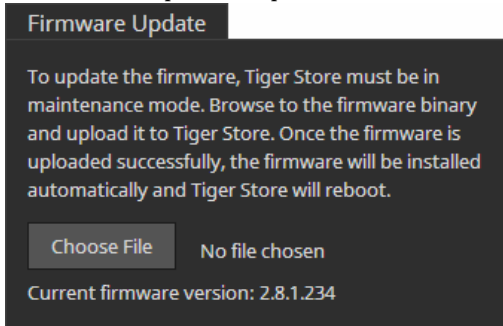 Firmware Update
To update the firmware, Tiger Store must be in
maintenance mode. Browse to the firmware binary
and upload it to Tiger Store. Once the firmware is
uploaded successfully, the firmware will be installed
automatically and Tiger Store will reboot.
Choose File No file chosen
Current firmware version: 2.8.1.234